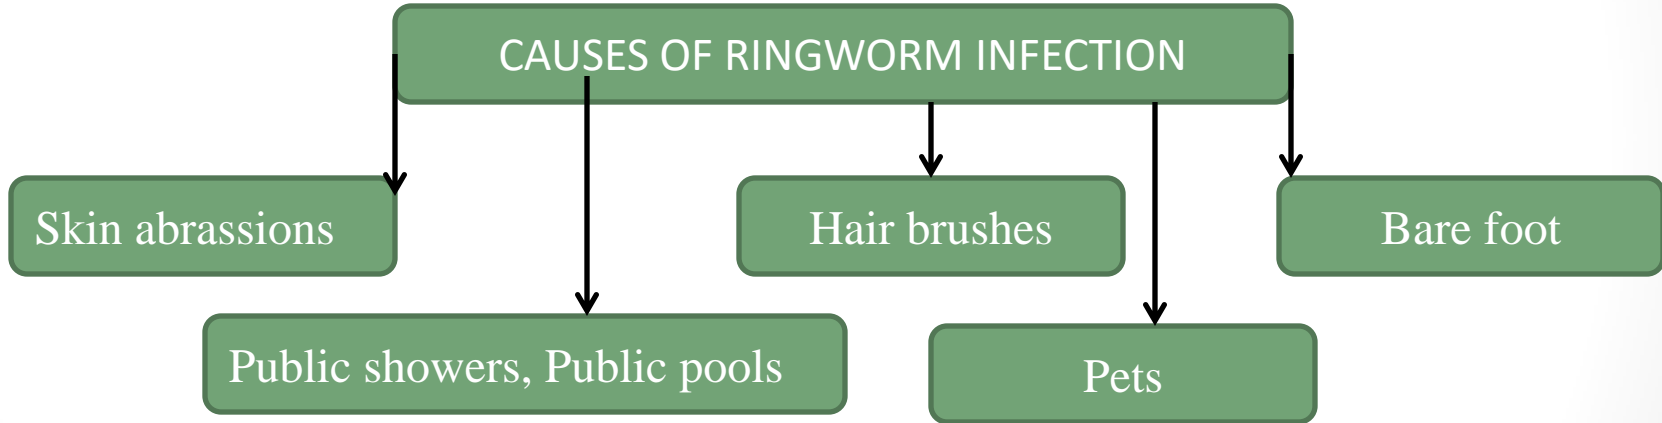 CAUSES OF RINGWORM INFECTION
Skin abrassions
Hair brushes
Bare foot
Public showers, Public pools
Pets